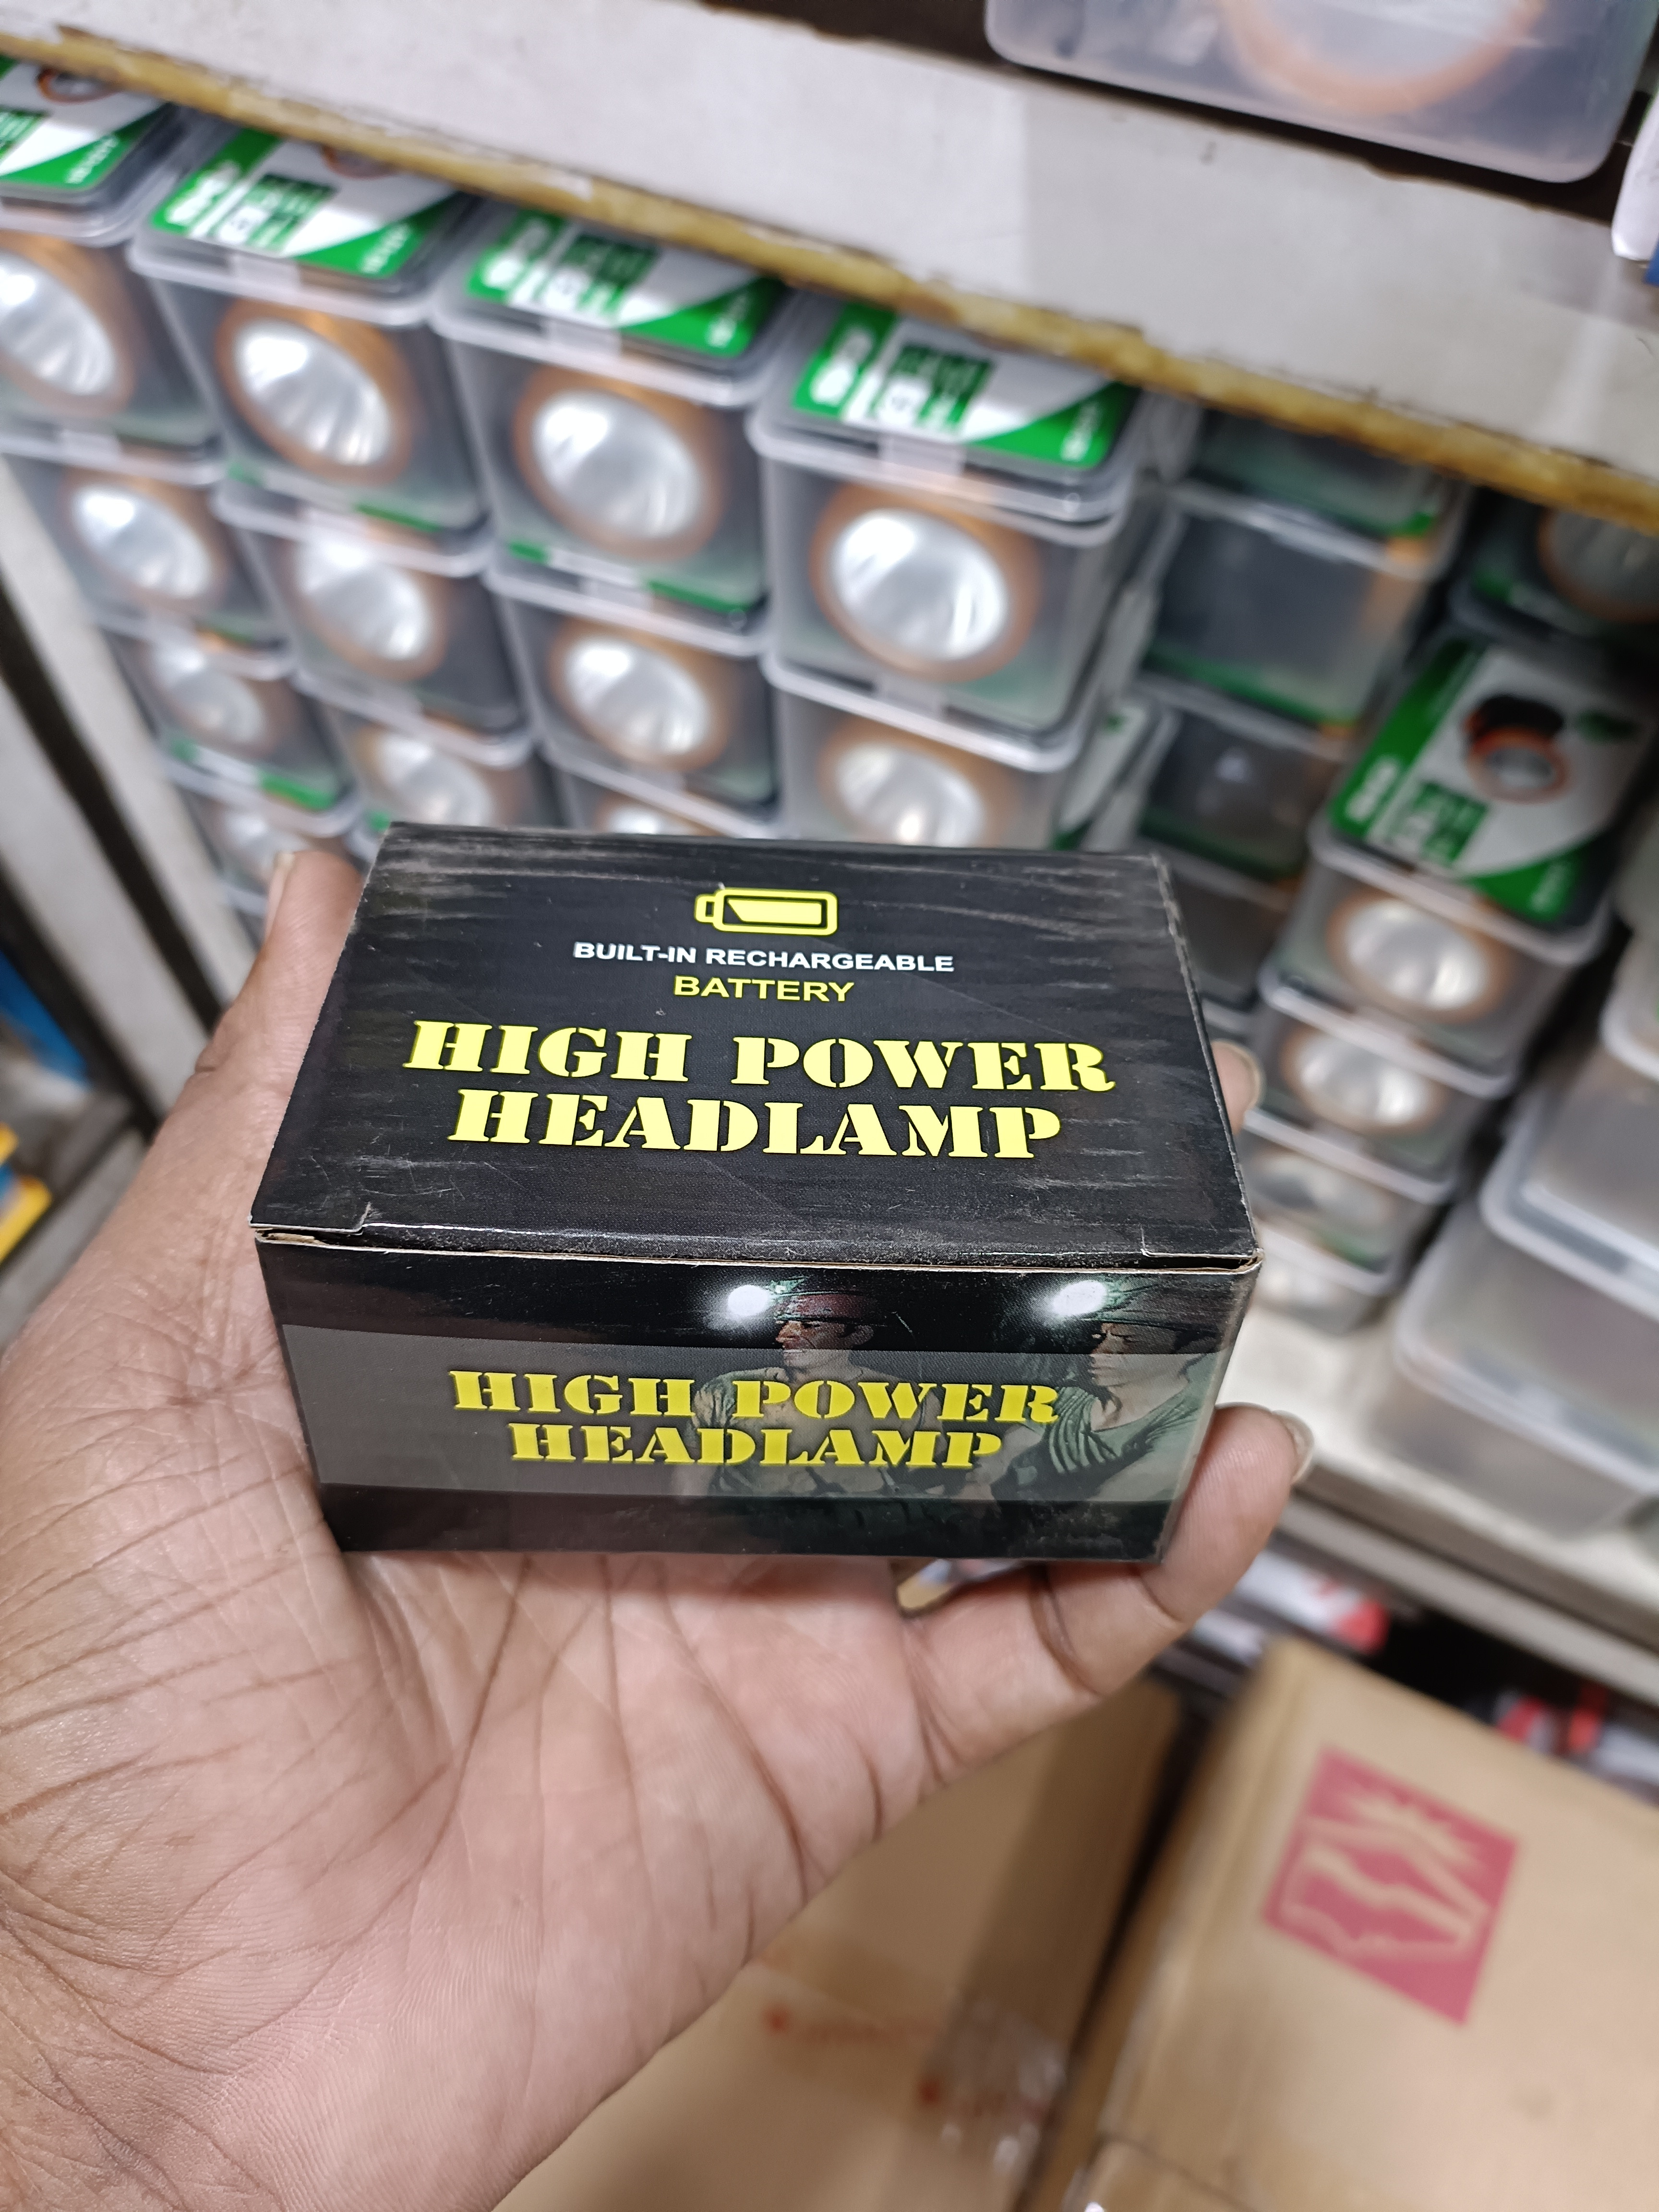 BUILT-IN RECHARGEABLE
BATTERY
HIGH POWER
HEADLAMP
HIGH POWER
HEADLAMP